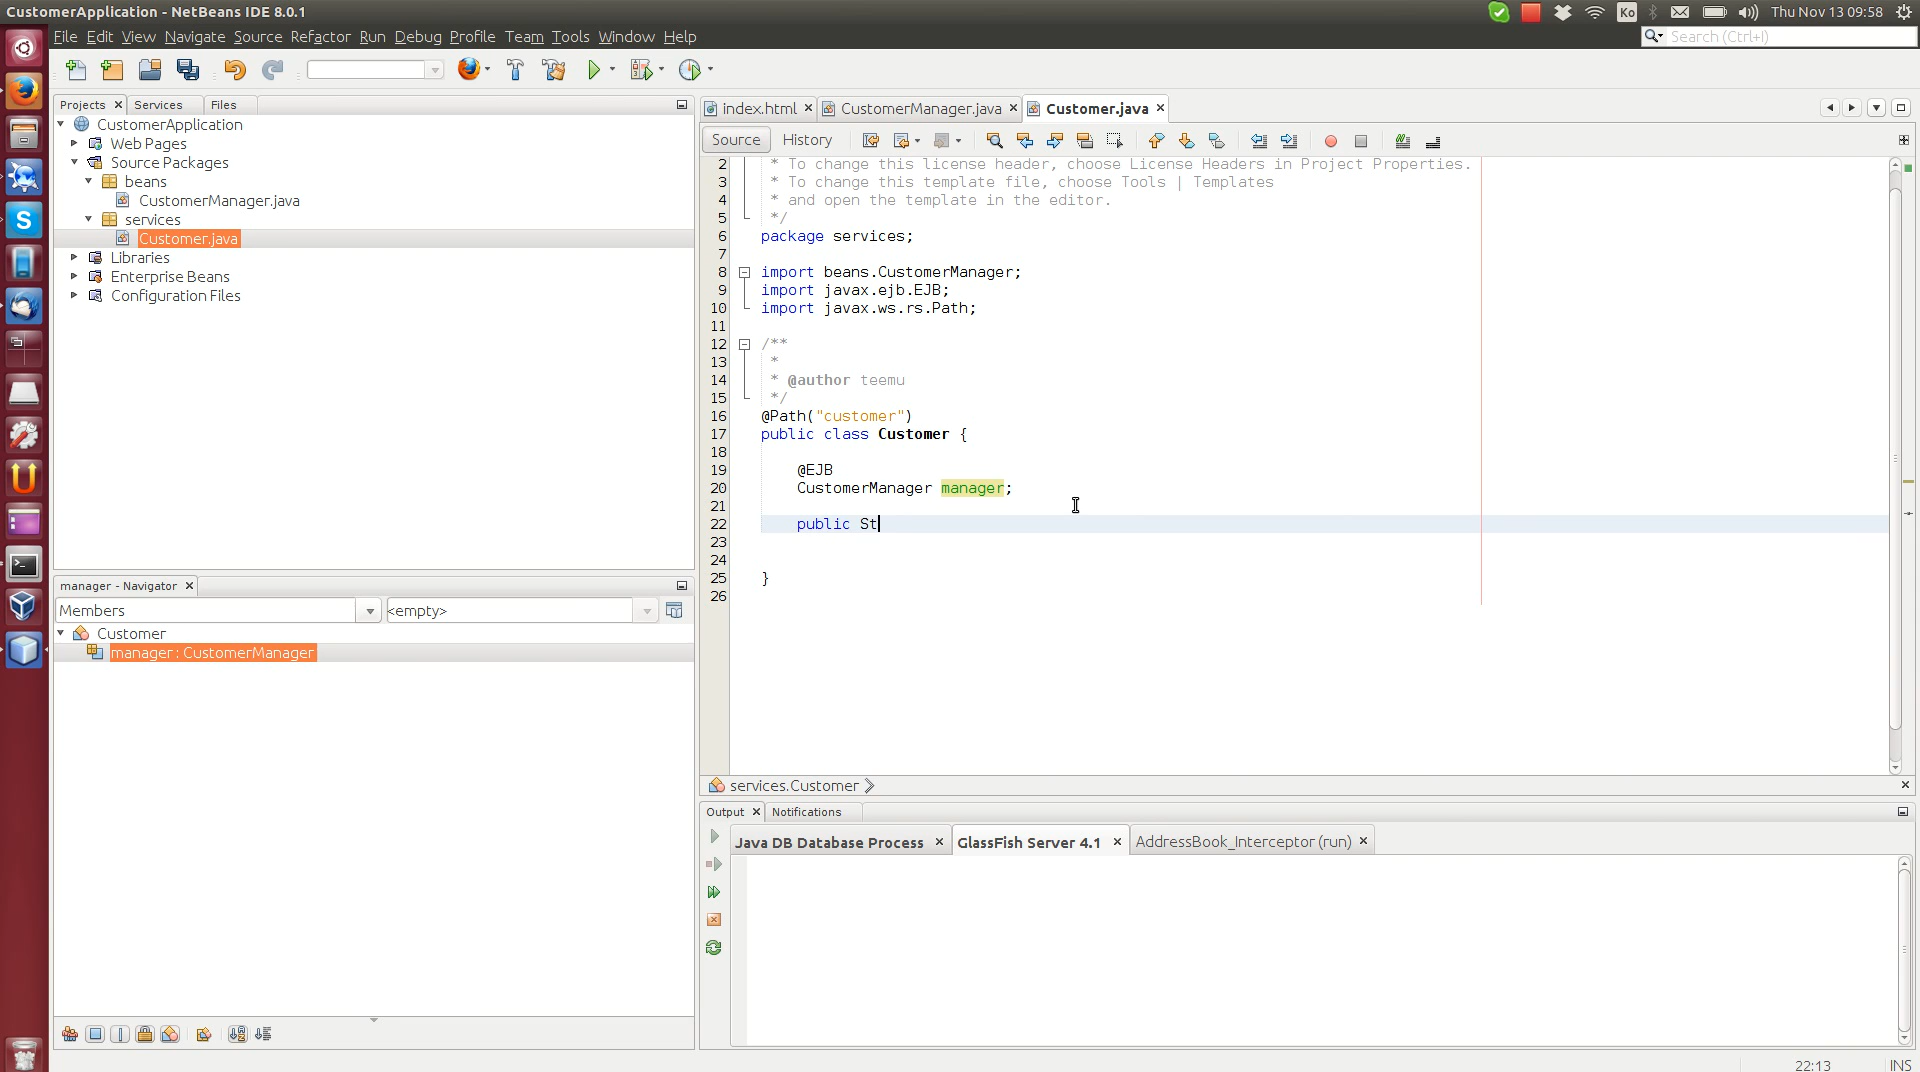 CustomerApplication - NetBeans IDE 8.0.1
Ko
Thu Nov 13 09:58
File Edit View Navigate Source Refactor Run Debug Profile Team Tools Window Help
Search (Ctrl+I)
Projects
Services
Files
CustomerApplication
Web Pages
Source Packages
beans
CustomerManager.java
services
Customer.java
Libraries
Enterprise Beans
Configuration Files
manager - Navigator
Members
<empty>
Customer
manager : CustomerManager
index.html
CustomerManager.java
Customer.java
Source
History
2 * To change this license header, choose License Headers in Project Properties.
3 * To change this template file, choose Tools | Templates
4 * and open the template in the editor.
5 */
6 package services;
7
8 import beans.CustomerManager;
9 import javax.ejb.EJB;
10 import javax.ws.rs.Path;
11
12 /**
13 *
14 * @author teemu
15 */
16 @Path("customer")
17 public class Customer {
18
19 @EJB
20 CustomerManager manager;
21
22 public St
23
24
25 }
26
services.Customer
Output
Notifications
Java DB Database Process
GlassFish Server 4.1
AddressBook_Interceptor (run)
22:13
INS